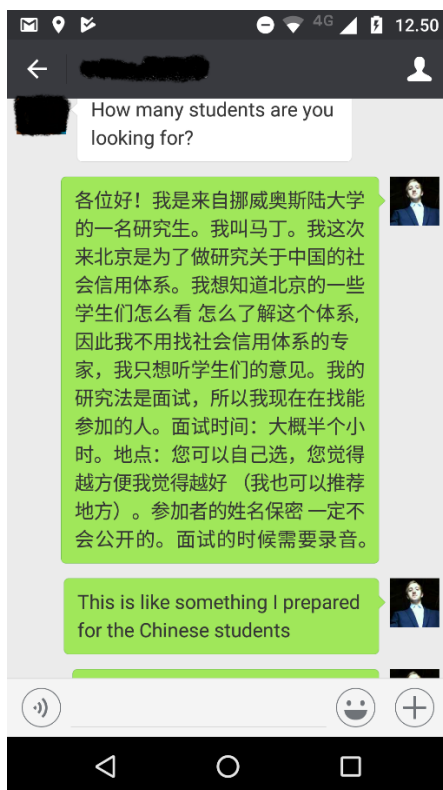 4G 12.50
How many students are you
looking for?
各位好！我是来自挪威奥斯陆大学
的一名研究生。我叫马丁。我这次
来北京是为了做研究关于中国的社
会信用体系。我想知道北京的一些
学生们怎么看 怎么了解这个体系,
因此我不用找社会信用体系的专
家，我只想听学生们的意见。我的
研究法是面试，所以我现在在找能
参加的人。面试时间：大概半个小
时。地点：您可以自己选，您觉得
越方便我觉得越好 （我也可以推荐
地方）。参加者的姓名保密 一定不
会公开的。面试的时候需要录音。
This is like something I prepared
for the Chinese students